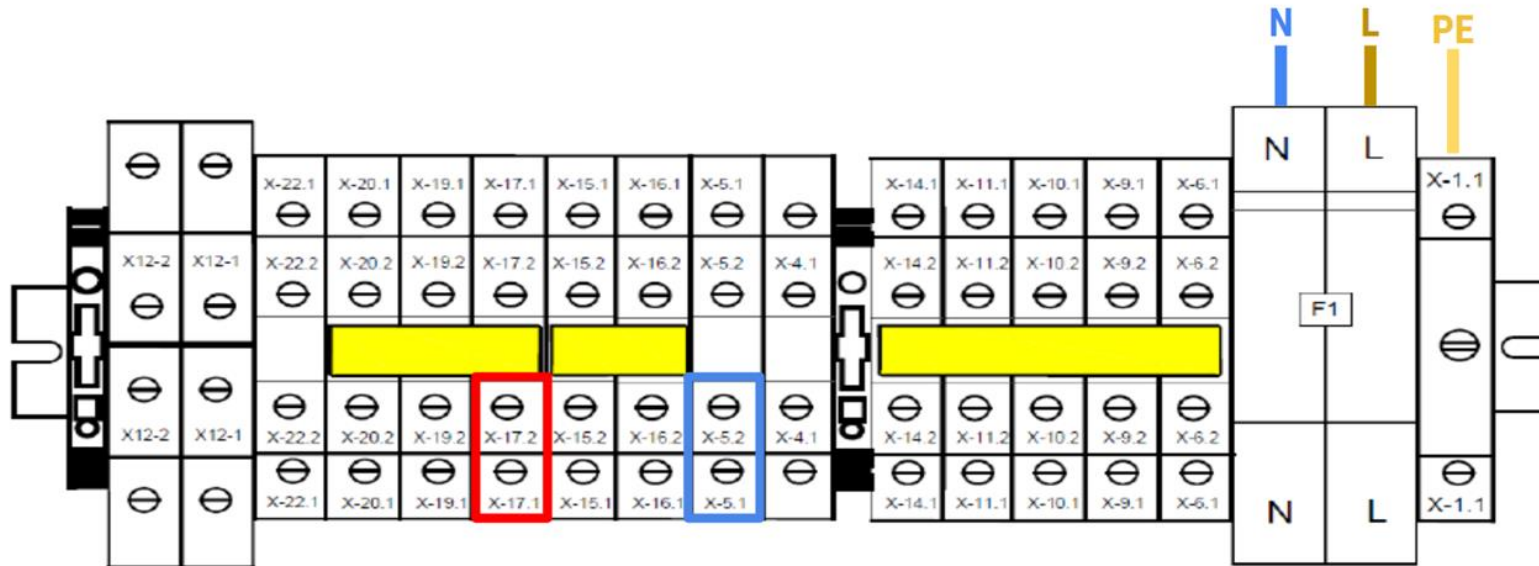 N L PE
N L
X-22.1 X-20.1 X-19.1 X-17.1 X-15.1 X-16.1 X-5.1 X-14.1 X-11.1 X-10.1 X-9.1 X-6.1 X-1.1
X12-2 X12-1 X-22.2 X-20.2 X-19.2 X-17.2 X-15.2 X-16.2 X-5.2 X-4.1 X-14.2 X-11.2 X-10.2 X-9.2 X-6.2
F1
X12-2 X12-1 X-22.2 X-20.2 X-19.2 X-17.2 X-15.2 X-16.2 X-5.2 X-4.1 X-14.2 X-11.2 X-10.2 X-9.2 X-6.2
X-22.1 X-20.1 X-19.1 X-17.1 X-15.1 X-16.1 X-5.1 X-14.1 X-11.1 X-10.1 X-9.1 X-6.1 N L X-1.1